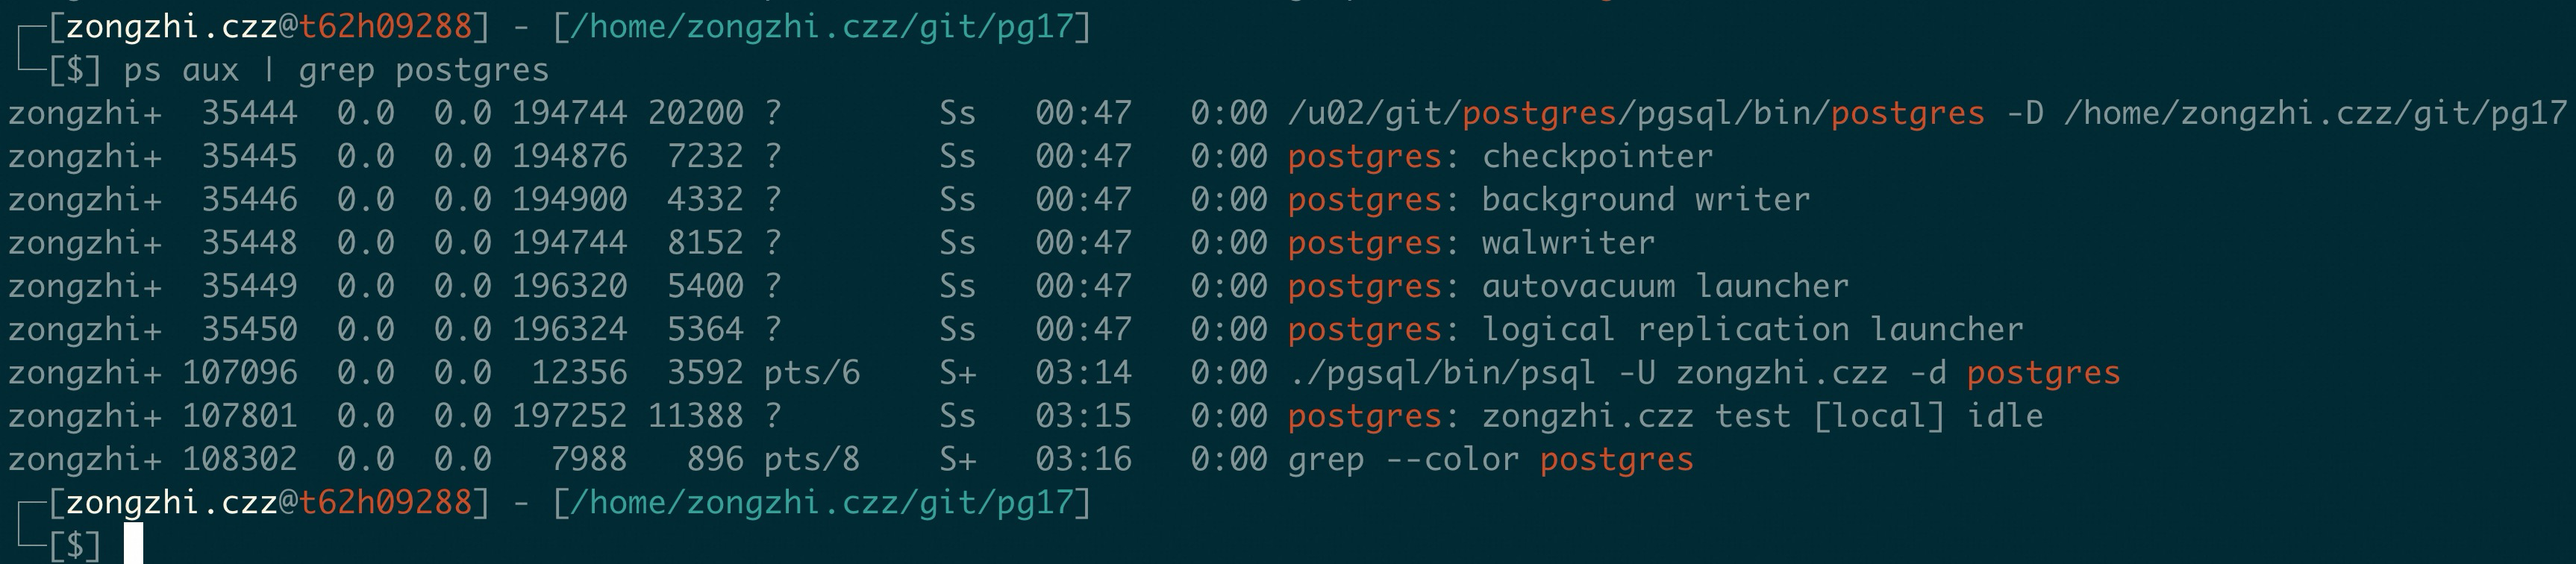 [zongzhi.czz@t62h09288] - [/home/zongzhi.czz/git/pg17]
[$] ps aux | grep postgres
zongzhi+  35444  0.0  0.0 194744 20200 ?        Ss   00:47   0:00 /u02/git/postgres/pgsql/bin/postgres -D /home/zongzhi.czz/git/pg17
zongzhi+  35445  0.0  0.0 194876  7232 ?        Ss   00:47   0:00 postgres: checkpointer
zongzhi+  35446  0.0  0.0 194900  4332 ?        Ss   00:47   0:00 postgres: background writer
zongzhi+  35448  0.0  0.0 194744  8152 ?        Ss   00:47   0:00 postgres: walwriter
zongzhi+  35449  0.0  0.0 196320  5400 ?        Ss   00:47   0:00 postgres: autovacuum launcher
zongzhi+  35450  0.0  0.0 196324  5364 ?        Ss   00:47   0:00 postgres: logical replication launcher
zongzhi+ 107096  0.0  0.0  12356  3592 pts/6    S+   03:14   0:00 ./pgsql/bin/psql -U zongzhi.czz -d postgres
zongzhi+ 107801  0.0  0.0 197252 11388 ?        Ss   03:15   0:00 postgres: zongzhi.czz test [local] idle
zongzhi+ 108302  0.0  0.0   7988   896 pts/8    S+   03:16   0:00 grep --color postgres
[zongzhi.czz@t62h09288] - [/home/zongzhi.czz/git/pg17]
[$]